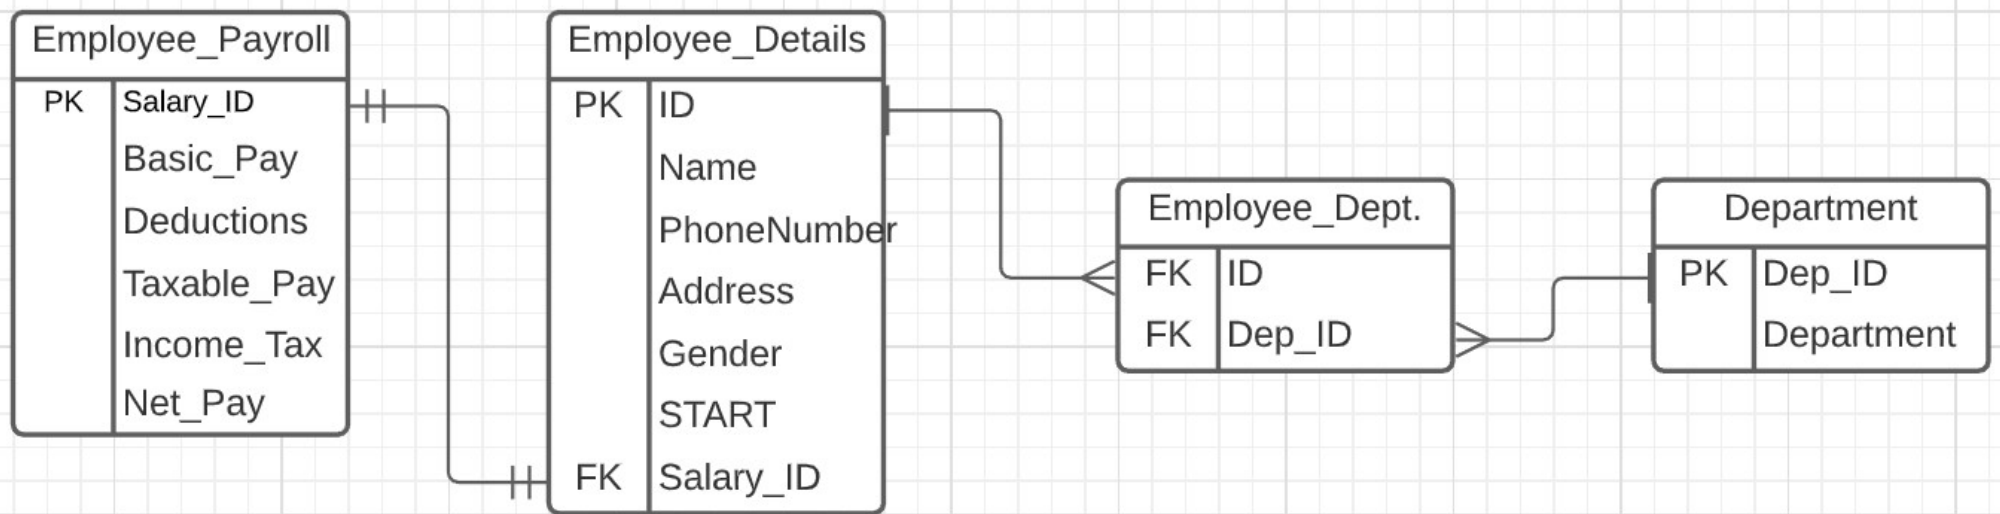 Employee_Payroll
PK Salary_ID
Basic_Pay
Deductions
Taxable_Pay
Income_Tax
Net_Pay
Employee_Details
PK ID
Name
PhoneNumber
Address
Gender
START
FK Salary_ID
Employee_Dept.
FK ID
FK Dep_ID
Department
PK Dep_ID
Department